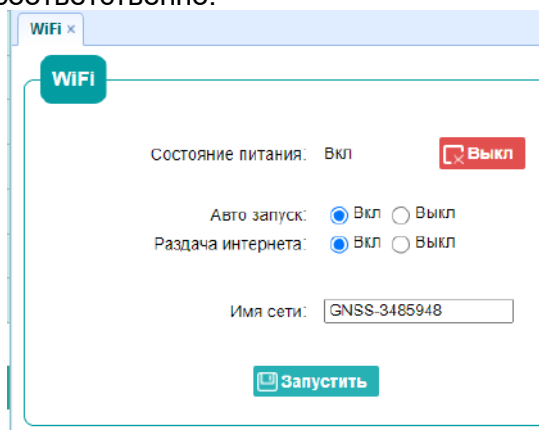 соответственно.
WiFi ×
WiFi
Состояние питания: Вкл Выкл
Авто запуск: Вкл Выкл
Раздача интернета: Вкл Выкл
Имя сети: GNSS-3485948
Запустить